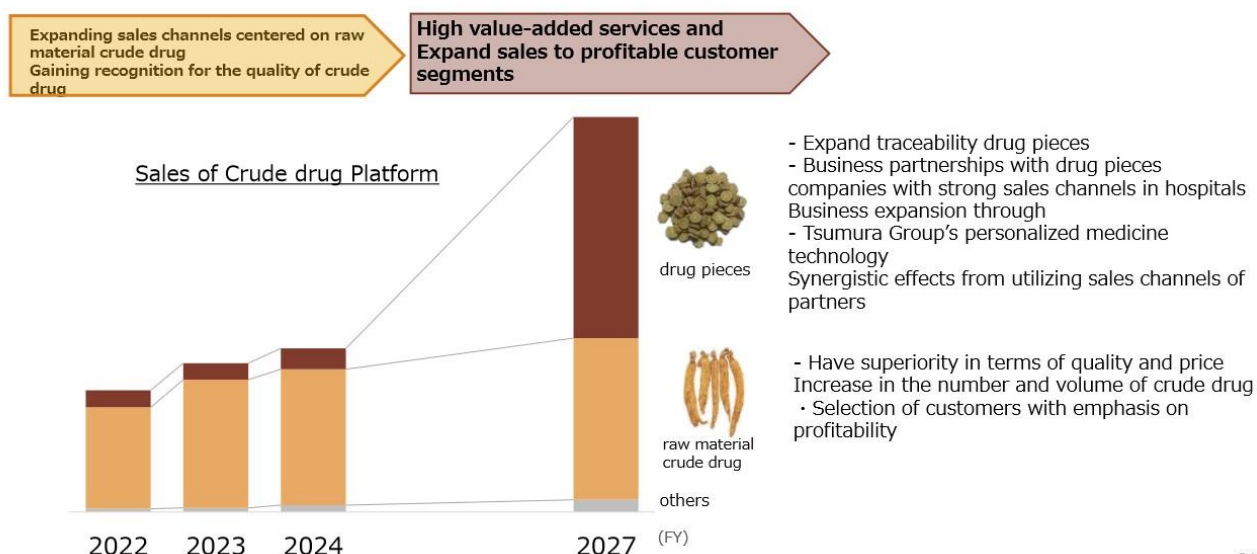 Expanding sales channels centered on raw
material crude drug
Gaining recognition for the quality of crude
drug
High value-added services and
Expand sales to profitable customer
segments
Sales of Crude drug Platform
- Expand traceability drug pieces
- Business partnerships with drug pieces
companies with strong sales channels in hospitals
Business expansion through
- Tsumura Group's personalized medicine
technology
Synergistic effects from utilizing sales channels of
partners
drug pieces
- Have superiority in terms of quality and price
Increase in the number and volume of crude drug
・Selection of customers with emphasis on
profitability
raw material
crude drug
others
2022
2023
2024
2027
(FY)